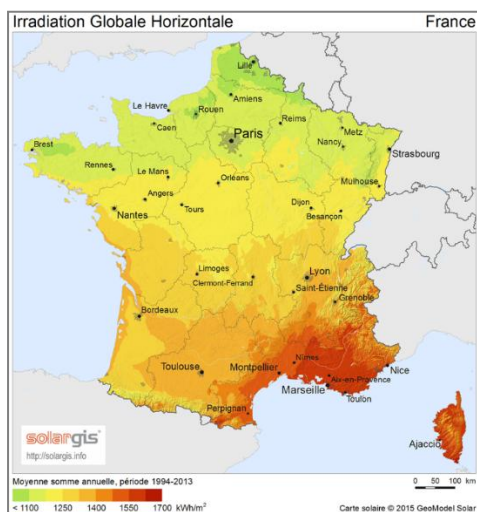 Irradiation Globale Horizontale France
Lille
Amiens
Le Havre
Rouen
Caen
Reims
Paris
Metz
Nancy
Strasbourg
Brest
Rennes
Le Mans
Orléans
Mulhouse
Angers
Nantes
Tours
Dijon
Besançon
Limoges
Clermont-Ferrand
Lyon
Saint-Étienne
Grenoble
Bordeaux
Toulouse
Montpellier
Nîmes
Aix-en-Provence
Nice
Marseille
Toulon
Perpignan
Ajaccio
solargis
http://solargis.info
Moyenne somme annuelle, période 1994-2013
< 1100 1250 1400 1550 1700 kWh/m²
0 50 100 km
Carte solaire © 2015 GeoModel Solar